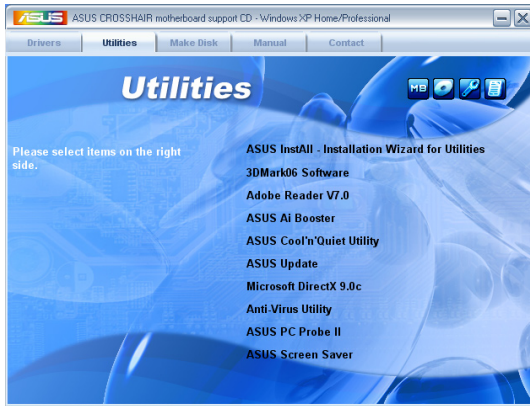 ASUS ASUS CROSSHAIR motherboard support CD - Windows XP Home/Professional
Drivers Utilities Make Disk Manual Contact
Utilities
MB
Please select items on the right
side.
ASUS InstAll - Installation Wizard for Utilities
3DMark06 Software
Adobe Reader V7.0
ASUS Ai Booster
ASUS Cool'n'Quiet Utility
ASUS Update
Microsoft DirectX 9.0c
Anti-Virus Utility
ASUS PC Probe II
ASUS Screen Saver